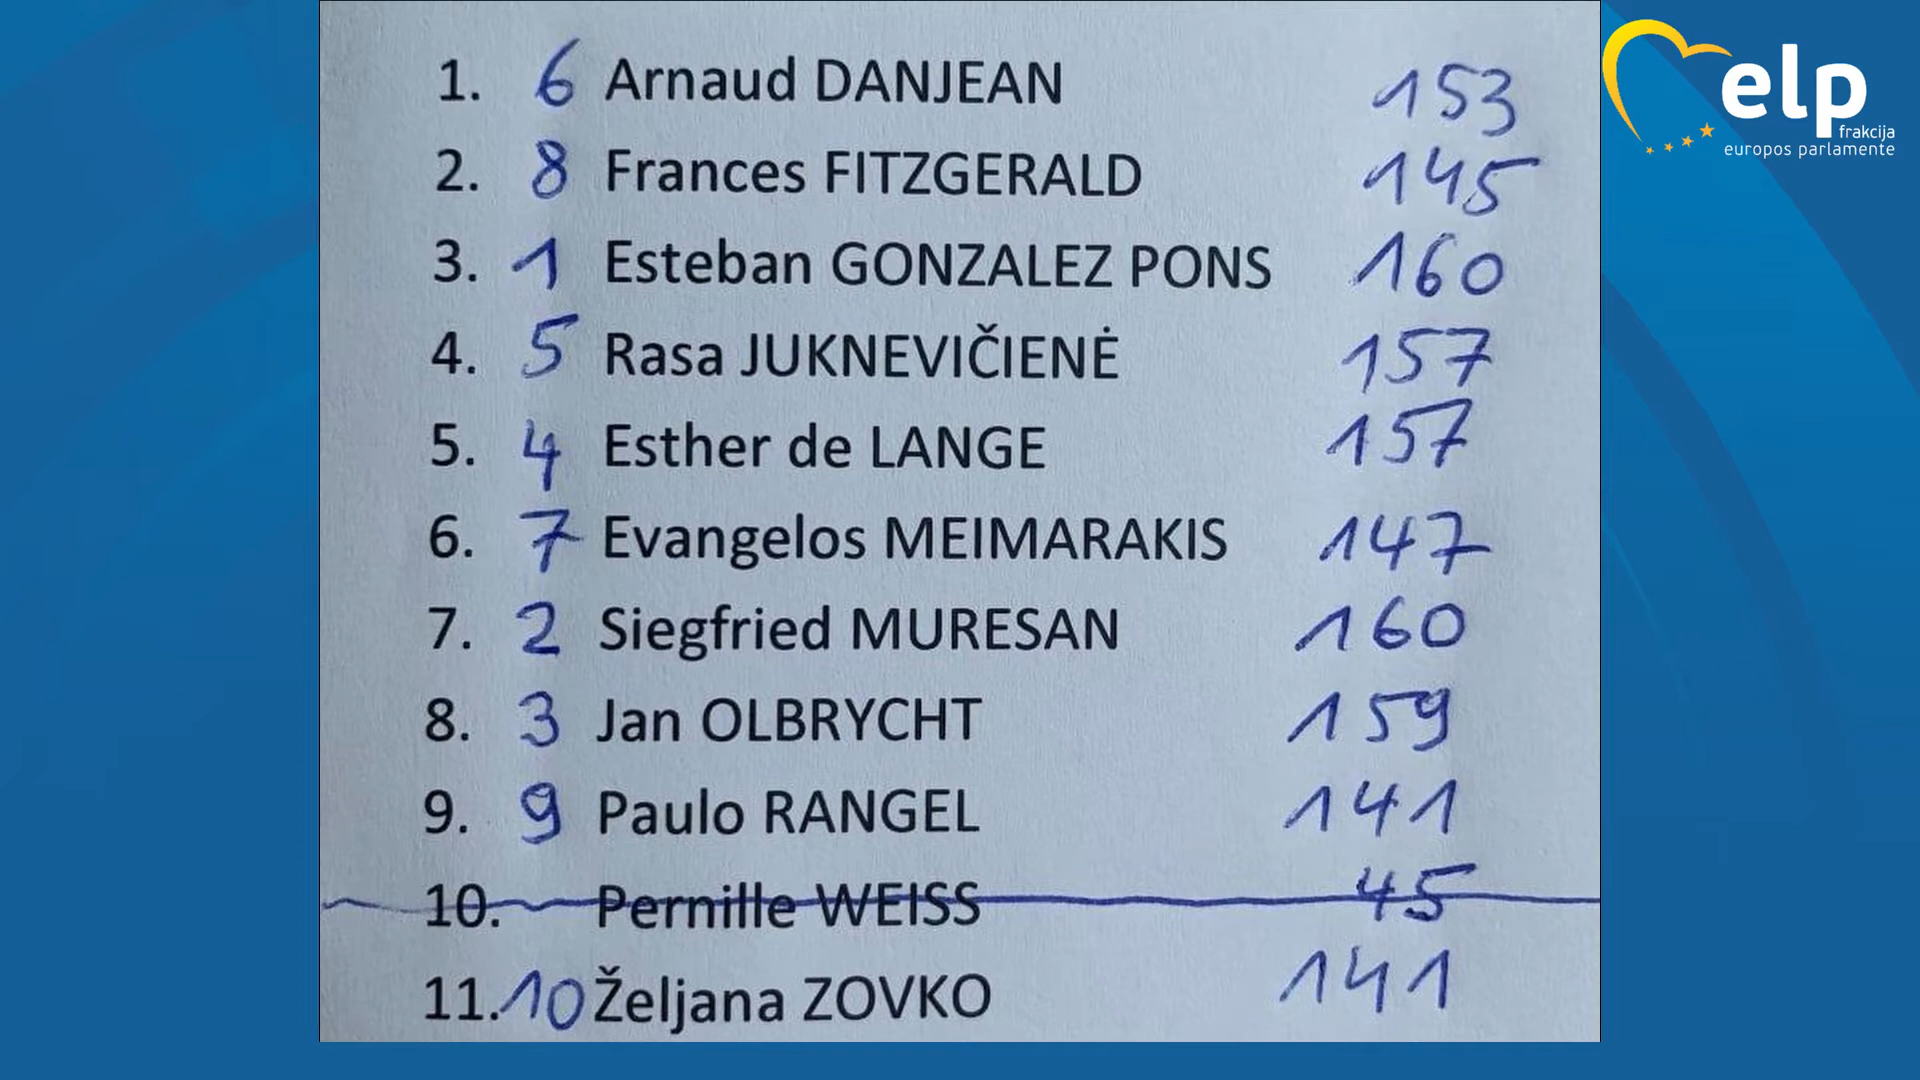 1. 6 Arnaud DANJEAN 153
2. 8 Frances FITZGERALD 145
3. 1 Esteban GONZALEZ PONS 160
4. 5 Rasa JUKNEVIČIENĖ 157
5. 4 Esther de LANGE 157
6. 7 Evangelos MEIMARAKIS 147
7. 2 Siegfried MURESAN 160
8. 3 Jan OLBRYCHT 159
9. 9 Paulo RANGEL 141
10. Pernille WEISS 45
11. 10 Željana ZOVKO 141
elp
frakcija
europos parlamente